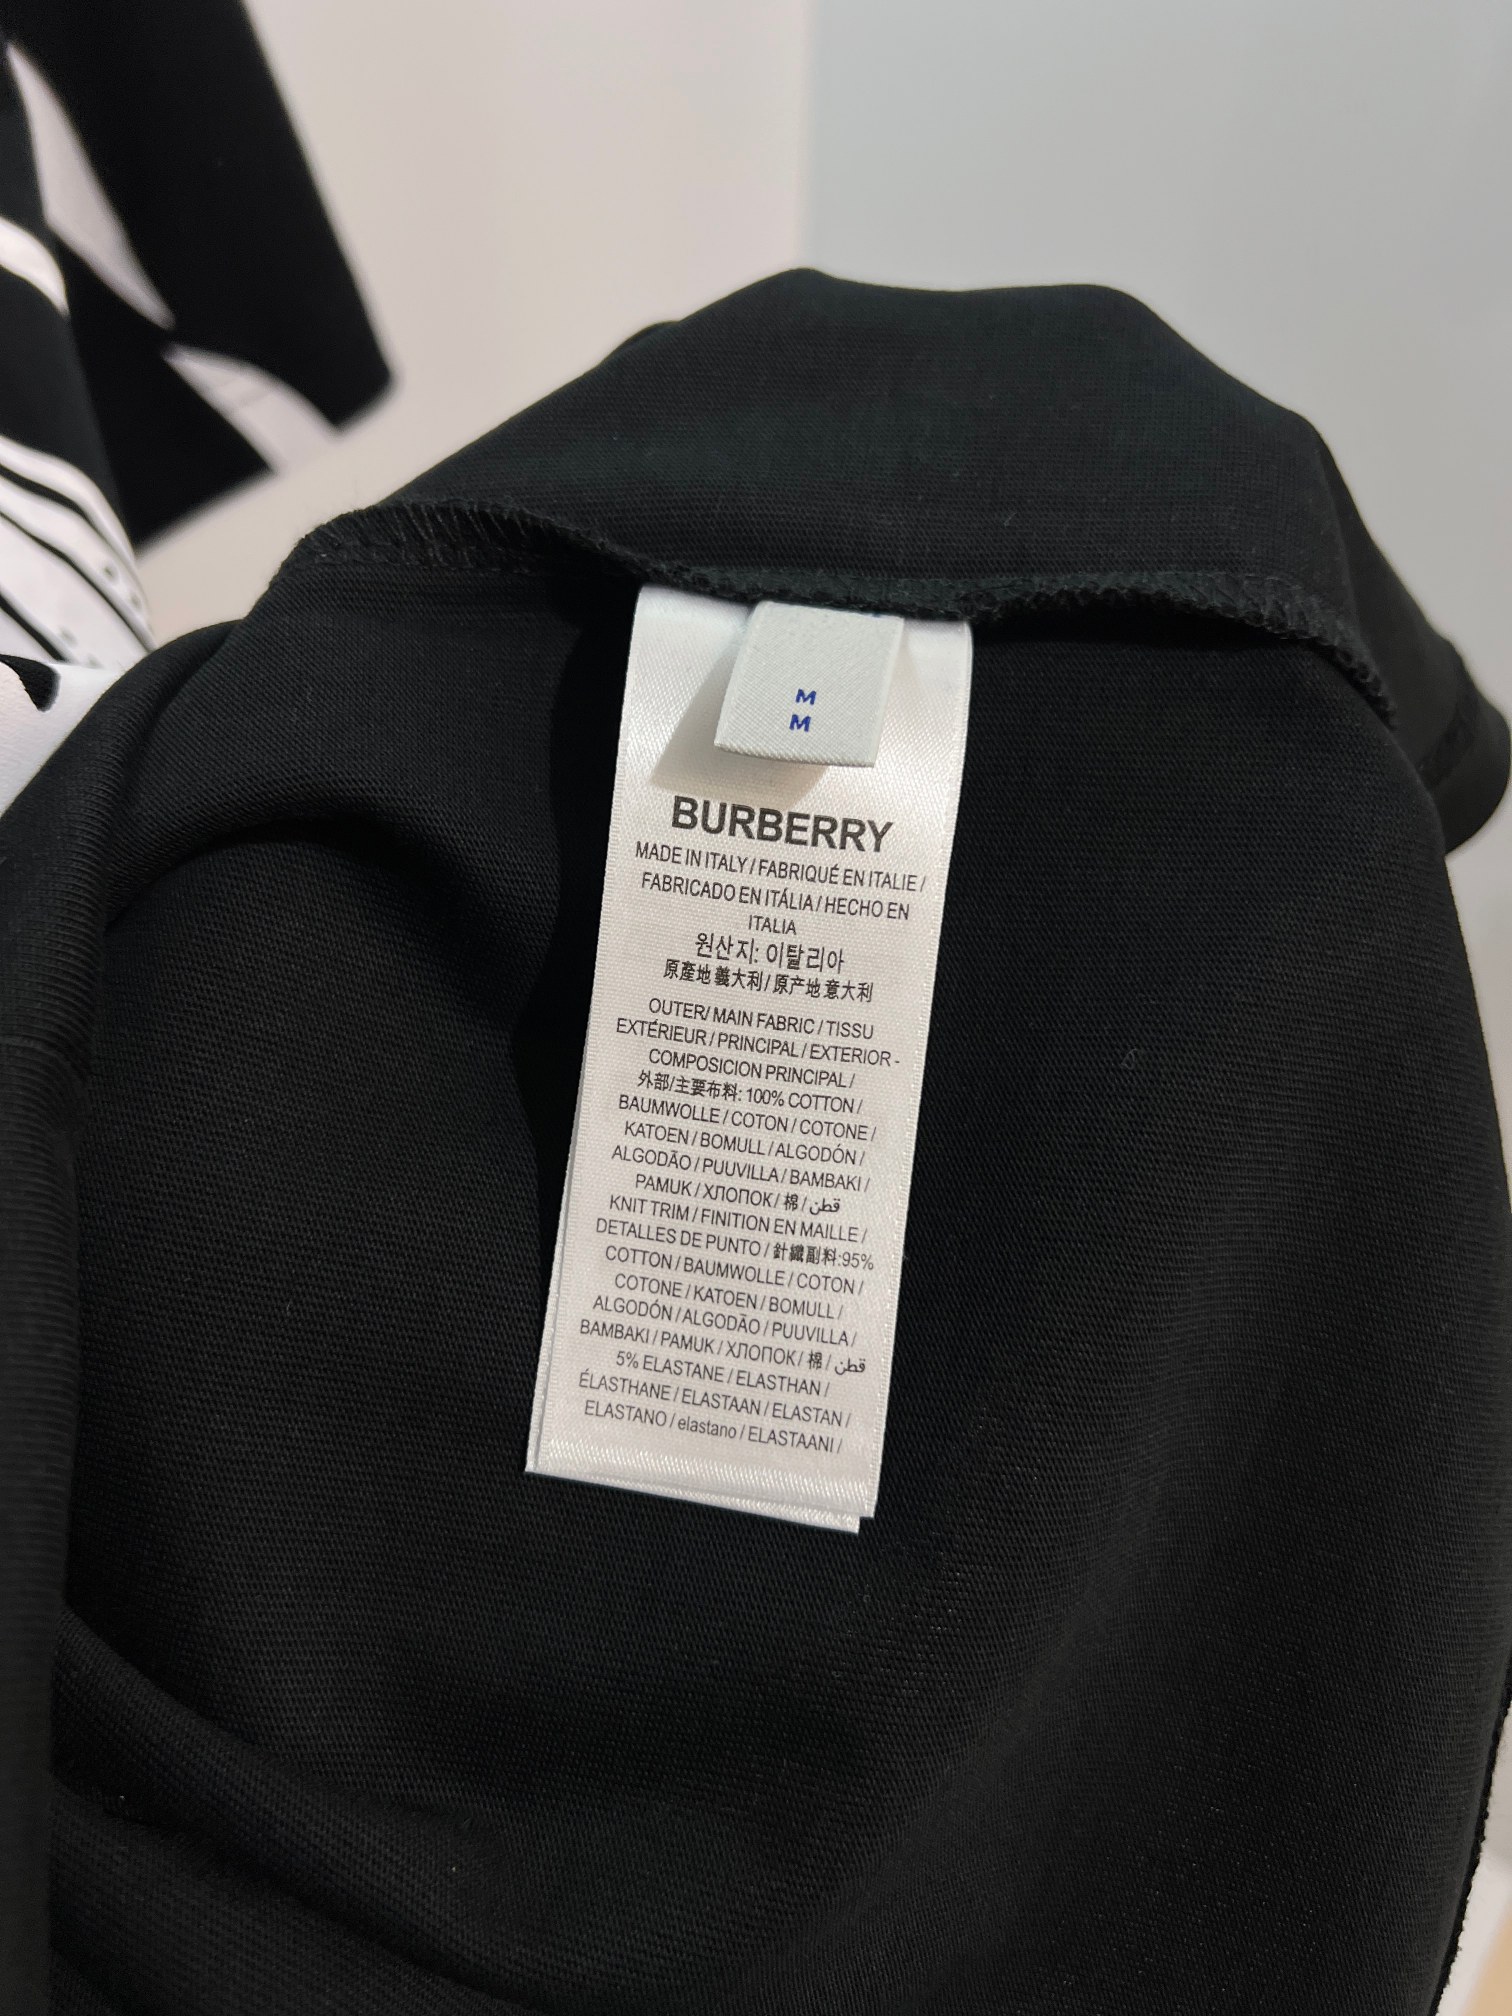 M
M
BURBERRY
MADE IN ITALY / FABRIQUÉ EN ITALIE /
FABRICADO EN ITÁLIA / HECHO EN
ITALIA
원산지: 이탈리아
原產地 義大利 / 原产地 意大利
OUTER/ MAIN FABRIC / TISSU
EXTÉRIEUR / PRINCIPAL / EXTERIOR -
COMPOSICION PRINCIPAL /
外部/主要布料: 100% COTTON /
BAUMWOLLE / COTON / COTONE /
KATOEN / BOMULL / ALGODÓN /
ALGODÃO / PUUVILLA / BAMBAKI /
PAMUK / ХЛОПОК / 棉 / قطن
KNIT TRIM / FINITION EN MAILLE /
DETALLES DE PUNTO / 針織副料:95%
COTTON / BAUMWOLLE / COTON /
COTONE / KATOEN / BOMULL /
ALGODÓN / ALGODÃO / PUUVILLA /
BAMBAKI / PAMUK / ХЛОПОК / 棉 / قطن
5% ELASTANE / ELASTHAN /
ÉLASTHANE / ELASTAAN / ELASTAN /
ELASTANO / elastano / ELASTAANI /